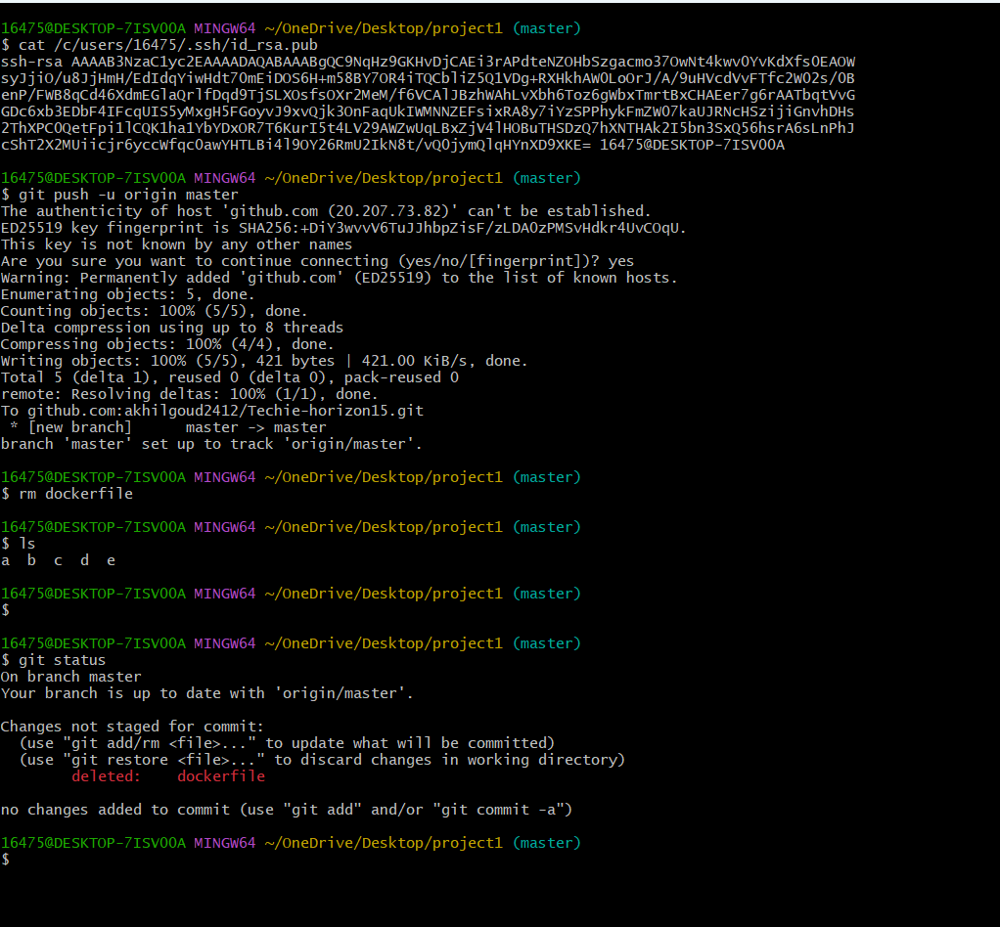 16475@DESKTOP-7ISV00A MINGW64 ~/OneDrive/Desktop/project1 (master)
$ cat /c/users/16475/.ssh/id_rsa.pub
ssh-rsa AAAAB3NzaC1yc2EAAAADAQABAAABgQC9NqHz9GKHvDjCAEi3rAPdteNZOHbSzgacmo37OwNt4kwv0YvKdXfs0EAOW
syJjiO/u8JjHmH/EdIdqYiwHdt70mEiDOS6H+m58BY7OR4iTQCbliZ5Q1VDg+RXHkhAW0LoOrJ/A/9uHVcdVvFTfc2W02s/0B
enP/FWB8qCd46XdmEGlaQrlfDqd9TjSLXOsfsOXr2MeM/f6VCAlJBzhWAhLvXbh6Toz6gWbxTmrtBxCHAEer7g6rAATbqtVvG
GDc6xb3EDbF4IFcqUIS5yMxgH5FGoyvJ9xvQjk3OnFaqUkIWMNNZEFsixRA8y7iYzSPPhykFmZW07kaUJRNcHSzijiGnvhDHs
2ThXPC0QetFpi1lCQK1ha1YbYDxOR7T6KurI5t4LV29AWZwUqLBxZjV4lHOBuTHSDzQ7hXNTHAk2I5bn3SxQ56hsrA6sLnPhJ
cShT2X2MUiicjr6yccWfqc0awYHTLBi4l9OY26RmU2IkN8t/vQ0jymQlqHYnXD9XKE= 16475@DESKTOP-7ISV00A
16475@DESKTOP-7ISV00A MINGW64 ~/OneDrive/Desktop/project1 (master)
$ git push -u origin master
The authenticity of host 'github.com (20.207.73.82)' can't be established.
ED25519 key fingerprint is SHA256:+DiY3wvvV6TuJJhbpZisF/zLDA0zPMSvHdkr4UvCOqU.
This key is not known by any other names
Are you sure you want to continue connecting (yes/no/[fingerprint])? yes
Warning: Permanently added 'github.com' (ED25519) to the list of known hosts.
Enumerating objects: 5, done.
Counting objects: 100% (5/5), done.
Delta compression using up to 8 threads
Compressing objects: 100% (4/4), done.
Writing objects: 100% (5/5), 421 bytes | 421.00 KiB/s, done.
Total 5 (delta 1), reused 0 (delta 0), pack-reused 0
remote: Resolving deltas: 100% (1/1), done.
To github.com:akhilgoud2412/Techie-horizon15.git
 * [new branch]      master -> master
branch 'master' set up to track 'origin/master'.
16475@DESKTOP-7ISV00A MINGW64 ~/OneDrive/Desktop/project1 (master)
$ rm dockerfile
16475@DESKTOP-7ISV00A MINGW64 ~/OneDrive/Desktop/project1 (master)
$ ls
a  b  c  d  e
16475@DESKTOP-7ISV00A MINGW64 ~/OneDrive/Desktop/project1 (master)
$
16475@DESKTOP-7ISV00A MINGW64 ~/OneDrive/Desktop/project1 (master)
$ git status
On branch master
Your branch is up to date with 'origin/master'.
Changes not staged for commit:
  (use "git add/rm <file>..." to update what will be committed)
  (use "git restore <file>..." to discard changes in working directory)
        deleted:    dockerfile
no changes added to commit (use "git add" and/or "git commit -a")
16475@DESKTOP-7ISV00A MINGW64 ~/OneDrive/Desktop/project1 (master)
$